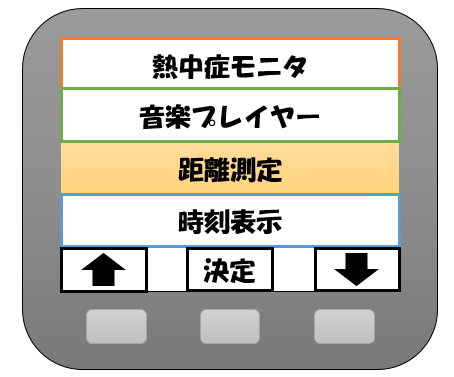 熱中症モニタ
音楽プレイヤー
距離測定
時刻表示
決定